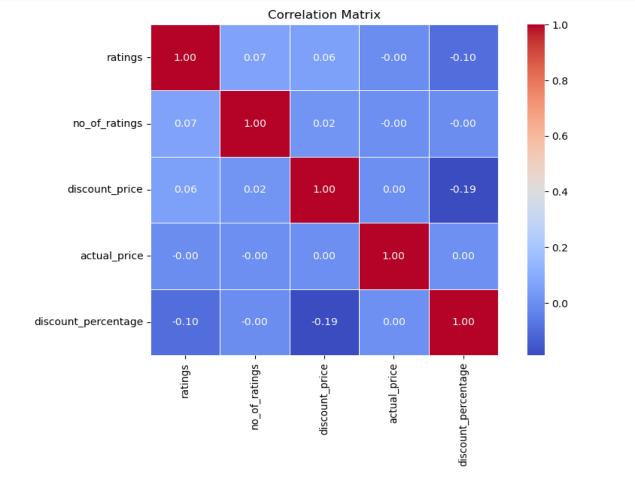 Correlation Matrix
ratings 1.00 0.07 0.06 -0.00 -0.10
no_of_ratings 0.07 1.00 0.02 -0.00 -0.00
discount_price 0.06 0.02 1.00 0.00 -0.19
actual_price -0.00 -0.00 0.00 1.00 0.00
discount_percentage -0.10 -0.00 -0.19 0.00 1.00
ratings
no_of_ratings
discount_price
actual_price
discount_percentage
1.0
0.8
0.6
0.4
0.2
0.0